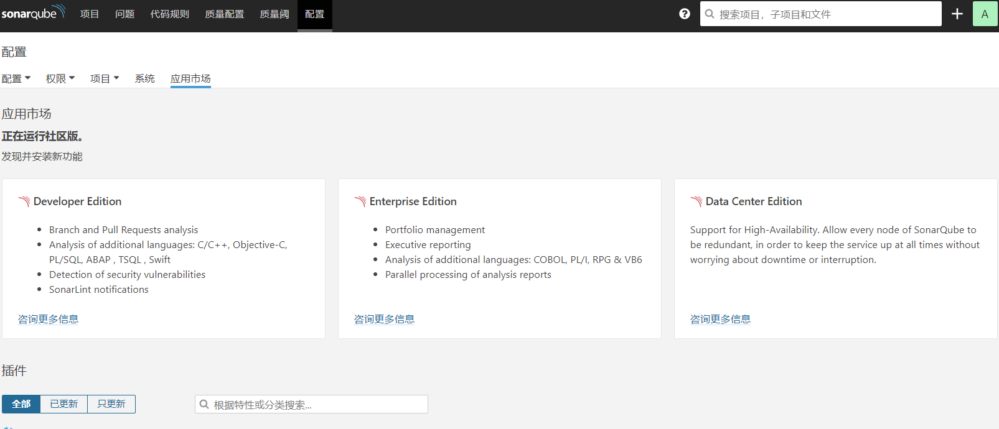 sonarqube 项目 问题 代码规则 质量配置 质量阈 配置 ? 搜索项目，子项目和文件 + A
配置
配置 权限 项目 系统 应用市场
应用市场
正在运行社区版。
发现并安装新功能
Developer Edition
Branch and Pull Requests analysis
Analysis of additional languages: C/C++, Objective-C,
PL/SQL, ABAP , TSQL , Swift
Detection of security vulnerabilities
SonarLint notifications
咨询更多信息
Enterprise Edition
Portfolio management
Executive reporting
Analysis of additional languages: COBOL, PL/I, RPG & VB6
Parallel processing of analysis reports
咨询更多信息
Data Center Edition
Support for High-Availability. Allow every node of SonarQube to
be redundant, in order to keep the service up at all times without
worrying about downtime or interruption.
咨询更多信息
插件
全部 已更新 只更新 根据特性或分类搜索...